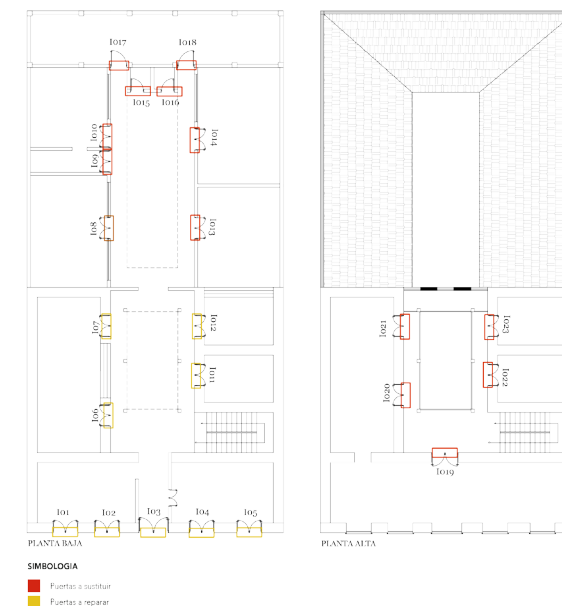 I017 I018
I015 I016
I010
I014
I09
I08
I013
I07
I012
I021
I023
I011
I022
I020
I06
I019
I01 I02 I03 I04 I05
PLANTA BAJA
PLANTA ALTA
SIMBOLOGIA
Puertas a sustituir
Puertas a reparar